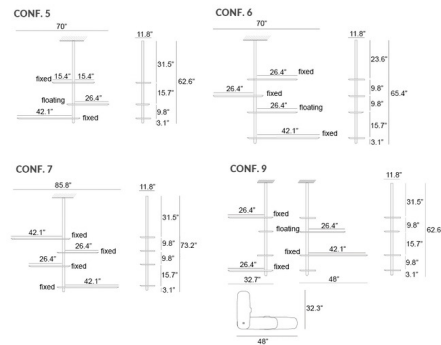 CONF. 5
70"
11.8"
31.5"
fixed 15.4" 15.4"
62.6"
floating
26.4"
15.7"
42.1"
9.8"
fixed
3.1"
CONF. 6
70"
11.8"
23.6"
26.4" fixed
26.4"
9.8"
65.4"
fixed
26.4"
9.8"
floating
15.7"
42.1"
fixed
3.1"
CONF. 7
85.8"
11.8"
31.5"
42.1"
fixed
9.8"
73.2"
26.4"
fixed
26.4"
9.8"
fixed
15.7"
fixed
42.1"
3.1"
CONF. 9
11.8"
31.5"
26.4"
fixed
floating
26.4"
9.8"
62.6"
fixed
42.1"
15.7"
26.4"
fixed
9.8"
3.1"
32.7"
48"
32.3"
48"